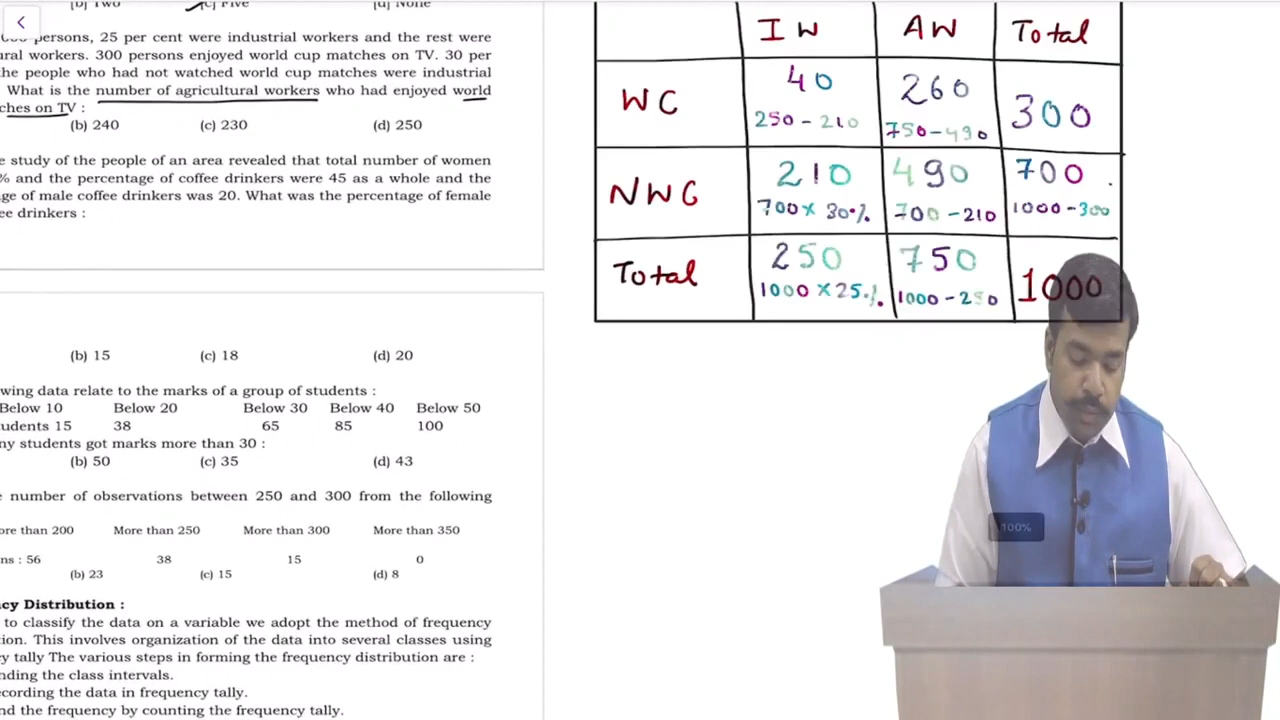 [b] Two [c] Five [d] None
persons, 25 per cent were industrial workers and the rest were
ural workers. 300 persons enjoyed world cup matches on TV. 30 per
the people who had not watched world cup matches were industrial
What is the number of agricultural workers who had enjoyed world
ches on TV :
(b) 240 (c) 230 (d) 250
e study of the people of an area revealed that total number of women
% and the percentage of coffee drinkers were 45 as a whole and the
ge of male coffee drinkers was 20. What was the percentage of female
ee drinkers :
(b) 15 (c) 18 (d) 20
wing data relate to the marks of a group of students :
Below 10 Below 20 Below 30 Below 40 Below 50
udents 15 38 65 85 100
ny students got marks more than 30 :
(b) 50 (c) 35 (d) 43
e number of observations between 250 and 300 from the following
ore than 200 More than 250 More than 300 More than 350
ns : 56 38 15 0
(b) 23 (c) 15 (d) 8
cy Distribution :
to classify the data on a variable we adopt the method of frequency
tion. This involves organization of the data into several classes using
cy tally The various steps in forming the frequency distribution are :
nding the class intervals.
ecording the data in frequency tally.
nd the frequency by counting the frequency tally.
IW AW Total
WC 40 260 300
250 - 210 750 - 490
NWC 210 490 700
700 × 30% 700 - 210 1000 - 300
Total 250 750 1000
1000 × 25% 1000 - 250
100%